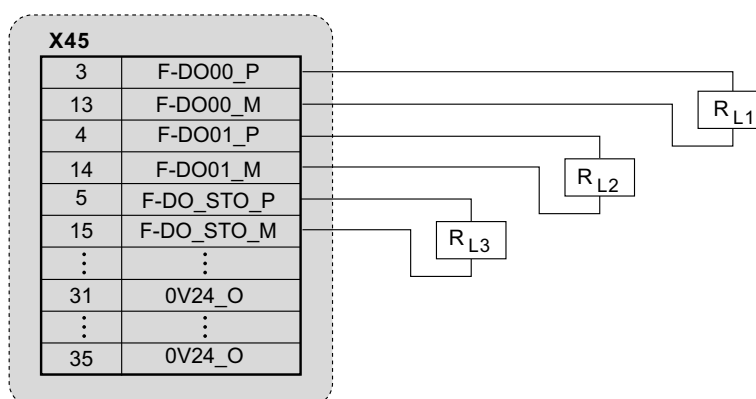 X45
3 F-DO00_P
13 F-DO00_M
4 F-DO01_P
14 F-DO01_M
5 F-DO_STO_P
15 F-DO_STO_M
⋮ ⋮
31 0V24_O
⋮ ⋮
35 0V24_O
RL1
RL2
RL3